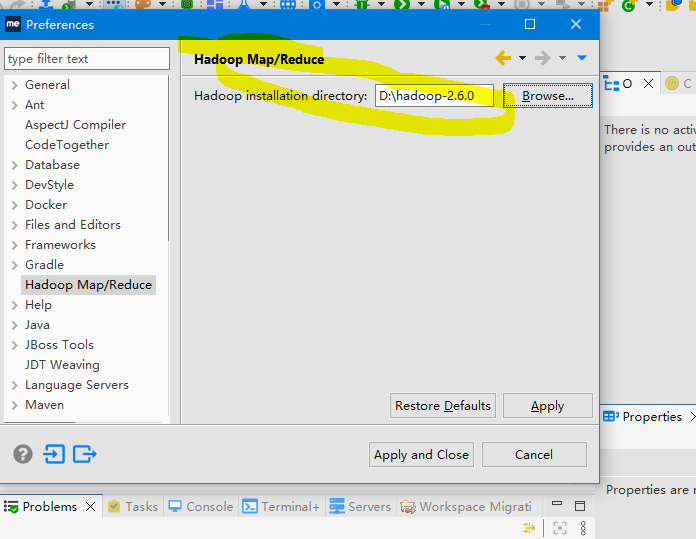 me Preferences
type filter text
General
Ant
AspectJ Compiler
CodeTogether
Database
DevStyle
Docker
Files and Editors
Frameworks
Gradle
Hadoop Map/Reduce
Help
Java
JBoss Tools
JDT Weaving
Language Servers
Maven
Hadoop Map/Reduce
Hadoop installation directory: D:\hadoop-2.6.0 Browse...
Restore Defaults Apply
Apply and Close Cancel
O C
There is no activ
provides an out
Properties
Properties are n
Problems Tasks Console Terminal+ Servers Workspace Migrati